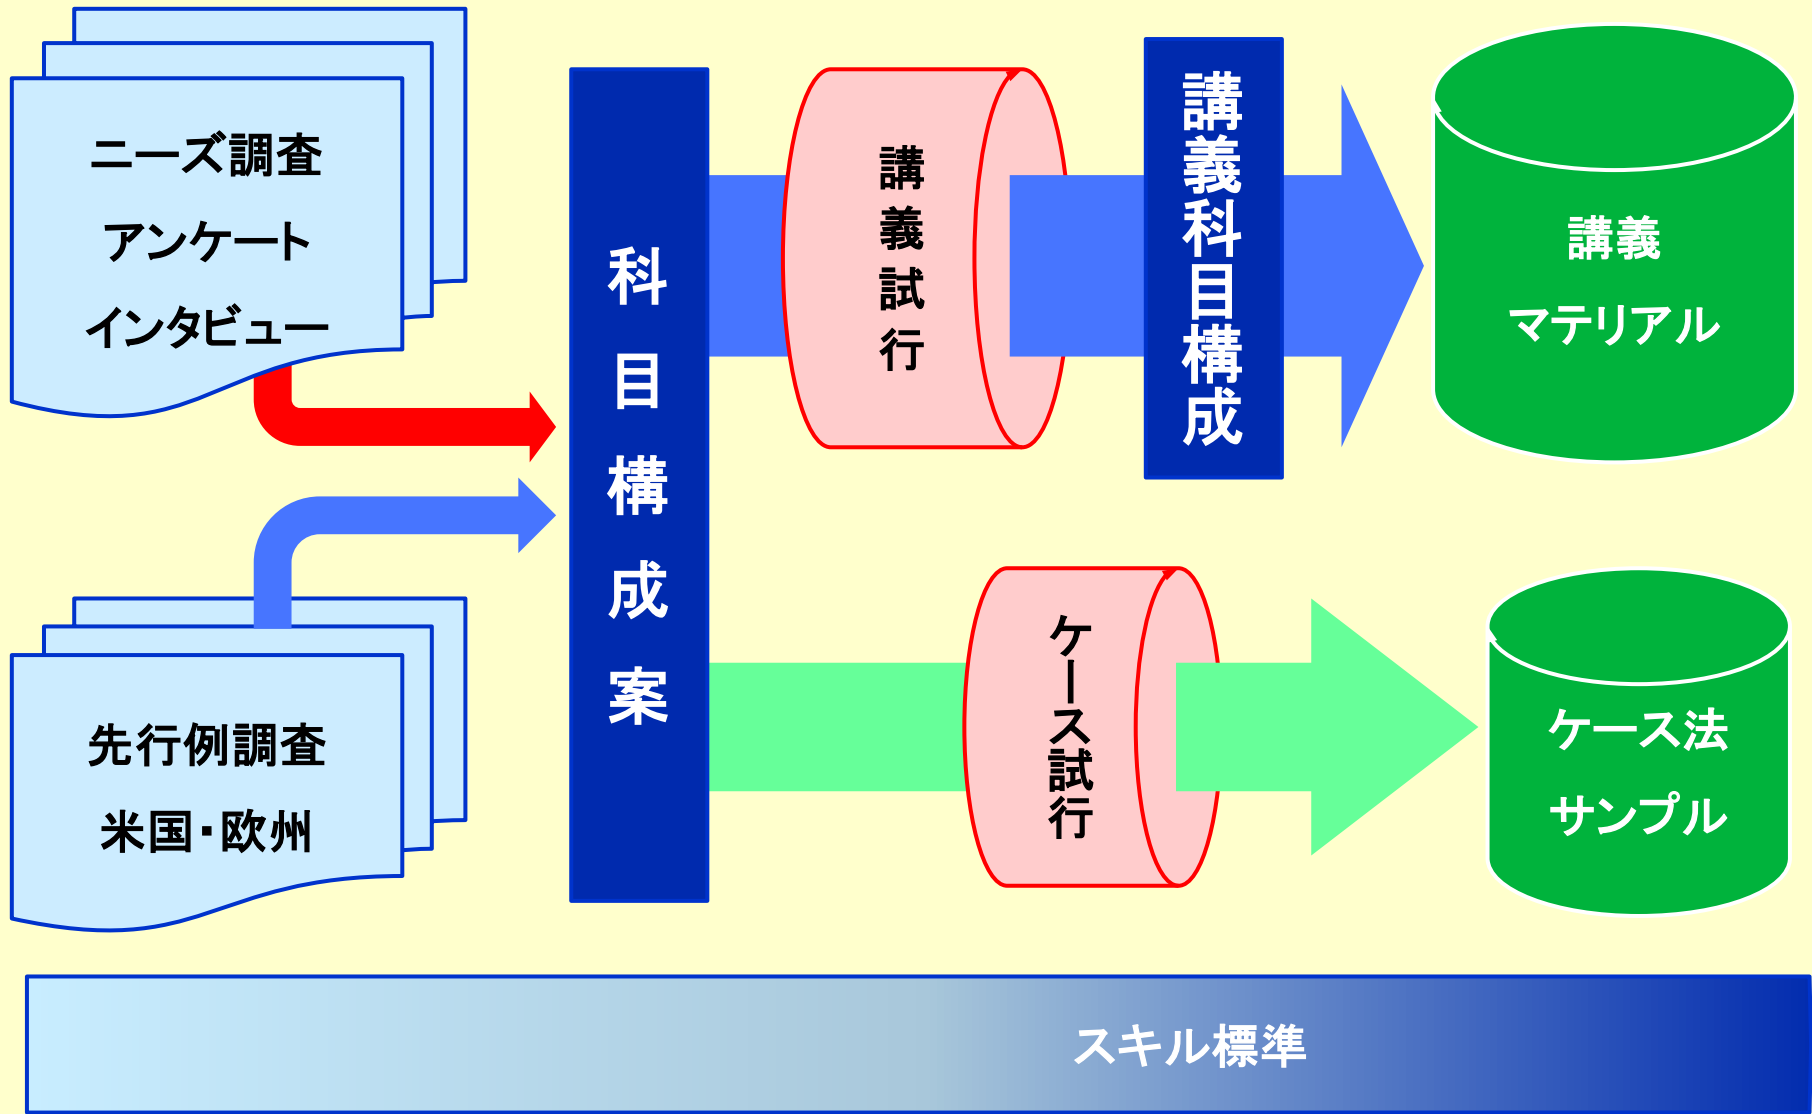 ニーズ調査
アンケート
インタビュー
先行例調査
米国・欧州
科目構成案
講義試行
講義科目構成
講義
マテリアル
ケース試行
ケース法
サンプル
スキル標準